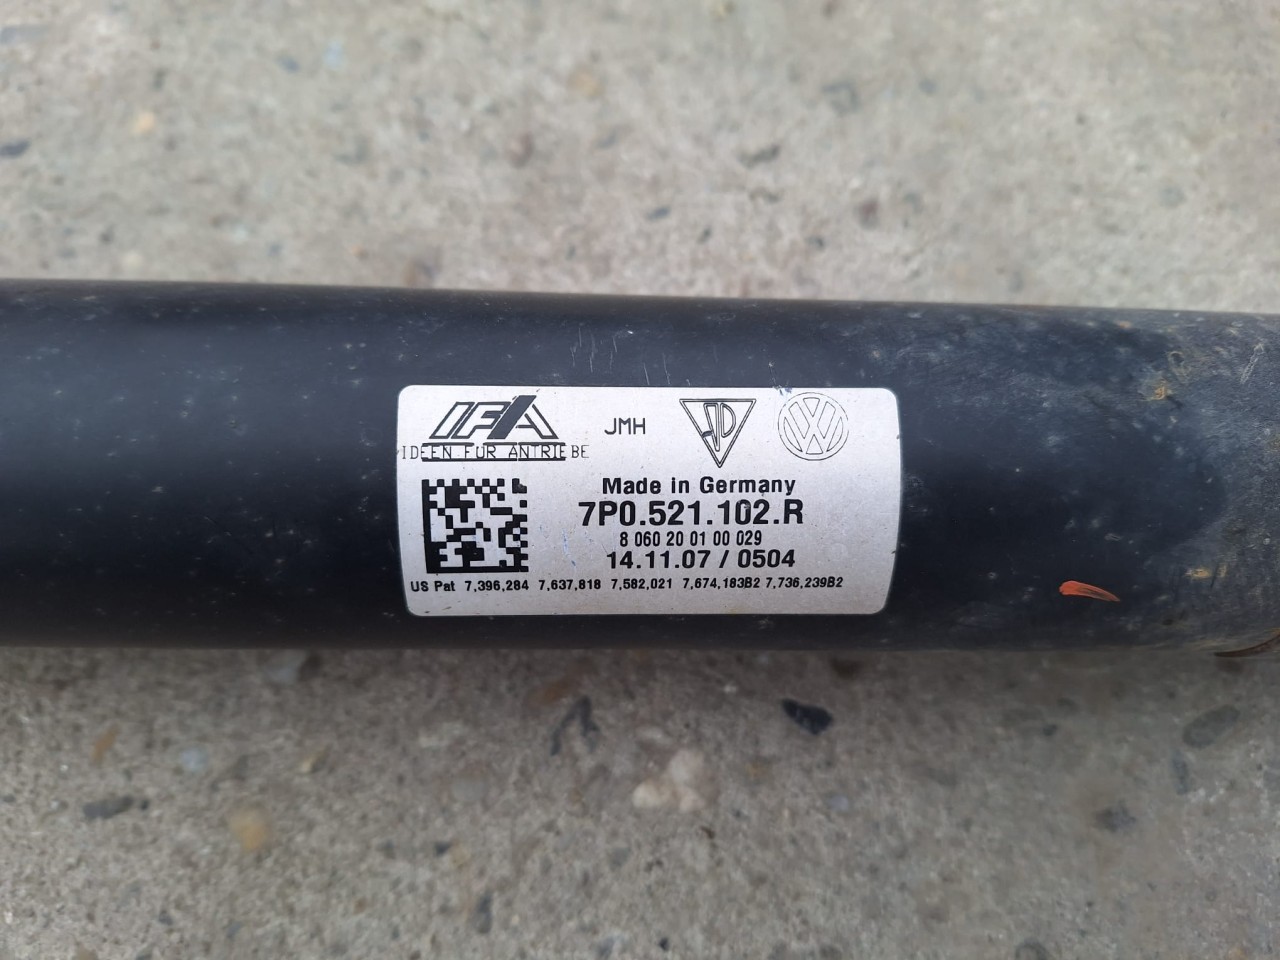 IFA
IDEEN FÜR ANTRIEBE
JMH
VW
Made in Germany
7P0.521.102.R
8 060 20 01 00 029
14.11.07 / 0504
US Pat 7,396,284 7,637,818 7,582,021 7,674,183B2 7,736,239B2